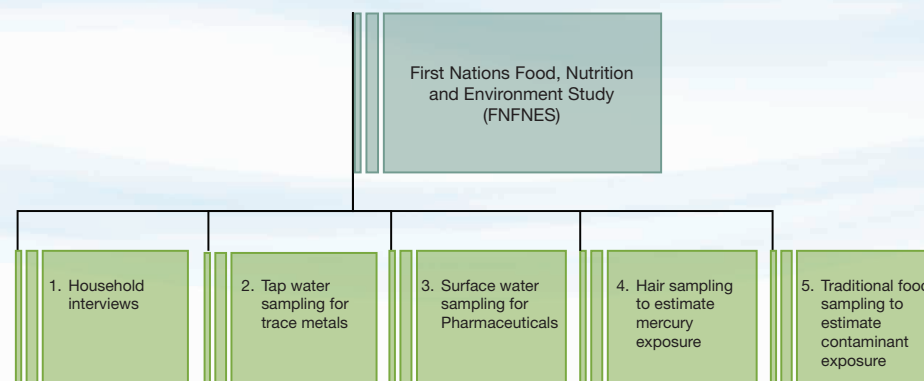 First Nations Food, Nutrition
and Environment Study
(FNFNES)
1. Household
interviews
2. Tap water
sampling for
trace metals
3. Surface water
sampling for
Pharmaceuticals
4. Hair sampling
to estimate
mercury
exposure
5. Traditional food
sampling to
estimate
contaminant
exposure